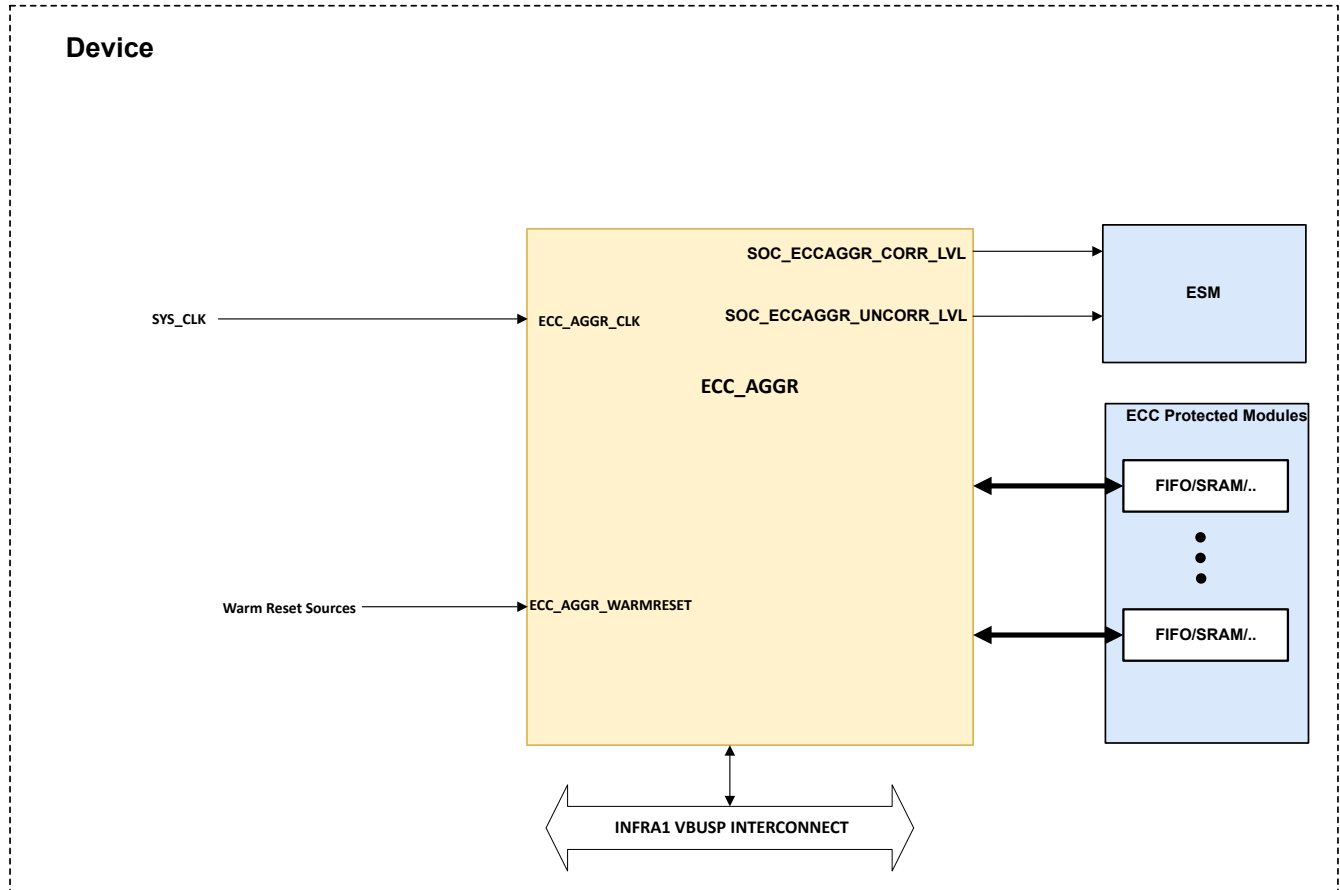 Device
SOC_ECCAGGR_CORR_LVL
ESM
SYS_CLK
ECC_AGGR_CLK
SOC_ECCAGGR_UNCORR_LVL
ECC_AGGR
ECC Protected Modules
FIFO/SRAM/..
FIFO/SRAM/..
Warm Reset Sources
ECC_AGGR_WARMRESET
INFRA1 VBUSP INTERCONNECT